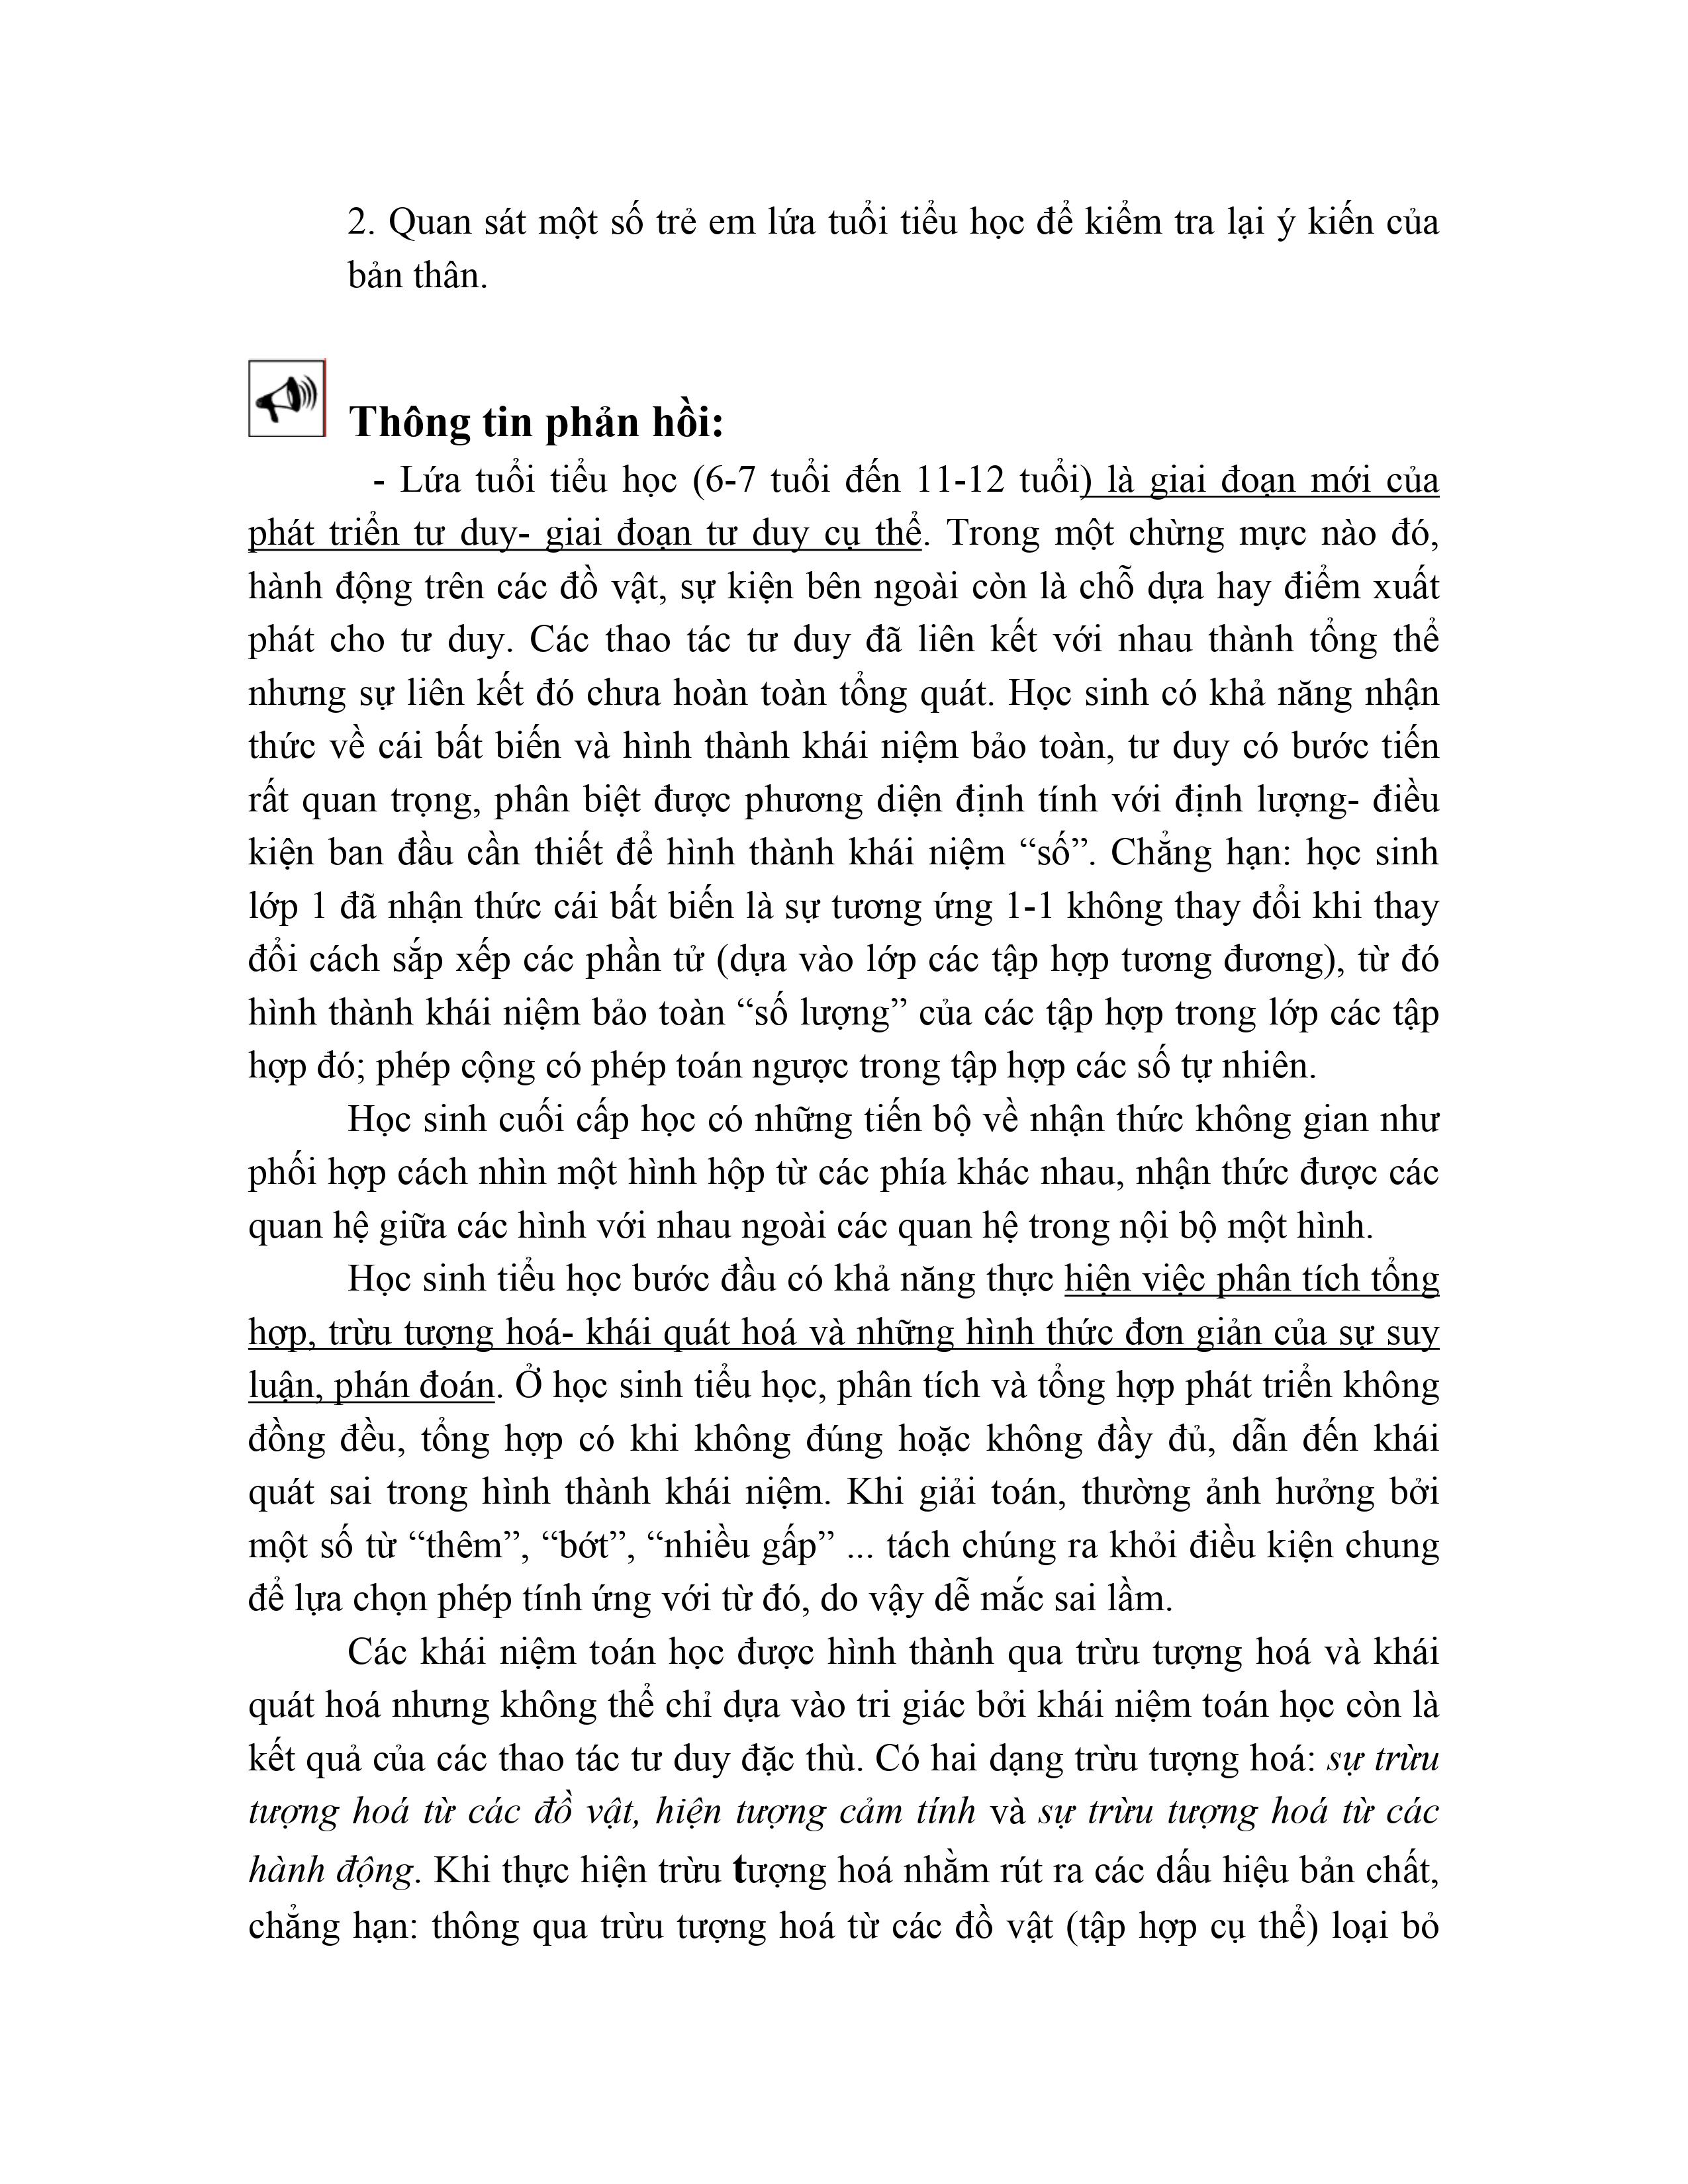 2. Quan sát một số trẻ em lứa tuổi tiểu học để kiểm tra lại ý kiến của
bản thân.
Thông tin phản hồi:
- Lứa tuổi tiểu học (6-7 tuổi đến 11-12 tuổi) là giai đoạn mới của
phát triển tư duy- giai đoạn tư duy cụ thể. Trong một chừng mực nào đó,
hành động trên các đồ vật, sự kiện bên ngoài còn là chỗ dựa hay điểm xuất
phát cho tư duy. Các thao tác tư duy đã liên kết với nhau thành tổng thể
nhưng sự liên kết đó chưa hoàn toàn tổng quát. Học sinh có khả năng nhận
thức về cái bất biến và hình thành khái niệm bảo toàn, tư duy có bước tiến
rất quan trọng, phân biệt được phương diện định tính với định lượng- điều
kiện ban đầu cần thiết để hình thành khái niệm “số”. Chẳng hạn: học sinh
lớp 1 đã nhận thức cái bất biến là sự tương ứng 1-1 không thay đổi khi thay
đổi cách sắp xếp các phần tử (dựa vào lớp các tập hợp tương đương), từ đó
hình thành khái niệm bảo toàn “số lượng” của các tập hợp trong lớp các tập
hợp đó; phép cộng có phép toán ngược trong tập hợp các số tự nhiên.
Học sinh cuối cấp học có những tiến bộ về nhận thức không gian như
phối hợp cách nhìn một hình hộp từ các phía khác nhau, nhận thức được các
quan hệ giữa các hình với nhau ngoài các quan hệ trong nội bộ một hình.
Học sinh tiểu học bước đầu có khả năng thực hiện việc phân tích tổng
hợp, trừu tượng hoá- khái quát hoá và những hình thức đơn giản của sự suy
luận, phán đoán. Ở học sinh tiểu học, phân tích và tổng hợp phát triển không
đồng đều, tổng hợp có khi không đúng hoặc không đầy đủ, dẫn đến khái
quát sai trong hình thành khái niệm. Khi giải toán, thường ảnh hưởng bởi
một số từ “thêm”, “bớt”, “nhiều gấp” ... tách chúng ra khỏi điều kiện chung
để lựa chọn phép tính ứng với từ đó, do vậy dễ mắc sai lầm.
Các khái niệm toán học được hình thành qua trừu tượng hoá và khái
quát hoá nhưng không thể chỉ dựa vào tri giác bởi khái niệm toán học còn là
kết quả của các thao tác tư duy đặc thù. Có hai dạng trừu tượng hoá: sự trừu
tượng hoá từ các đồ vật, hiện tượng cảm tính và sự trừu tượng hoá từ các
hành động. Khi thực hiện trừu tượng hoá nhằm rút ra các dấu hiệu bản chất,
chẳng hạn: thông qua trừu tượng hoá từ các đồ vật (tập hợp cụ thể) loại bỏ